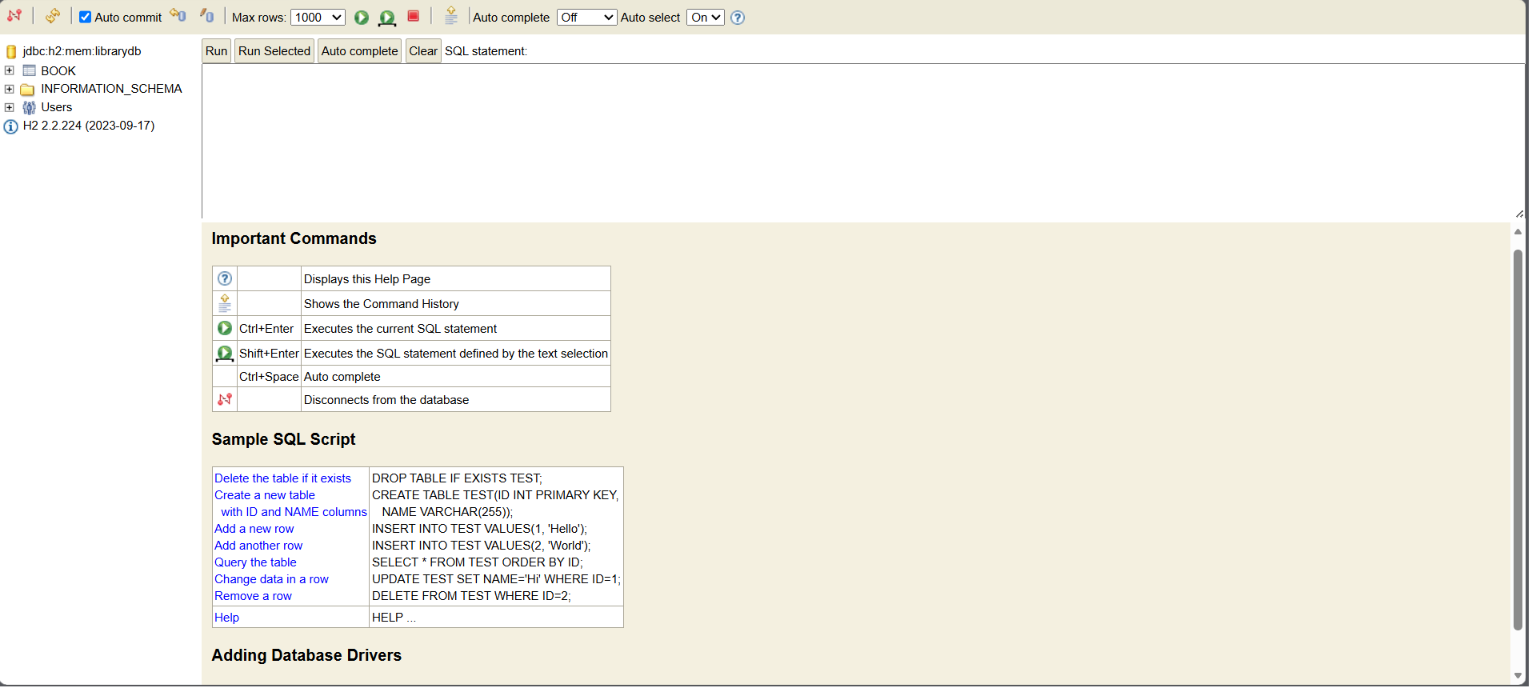 Auto commit Max rows: 1000 Auto complete Off Auto select On
jdbc:h2:mem:librarydb
BOOK
INFORMATION_SCHEMA
Users
H2 2.2.224 (2023-09-17)
Run Run Selected Auto complete Clear SQL statement:
Important Commands
Displays this Help Page
Shows the Command History
Ctrl+Enter Executes the current SQL statement
Shift+Enter Executes the SQL statement defined by the text selection
Ctrl+Space Auto complete
Disconnects from the database
Sample SQL Script
Delete the table if it exists DROP TABLE IF EXISTS TEST;
Create a new table CREATE TABLE TEST(ID INT PRIMARY KEY,
with ID and NAME columns NAME VARCHAR(255));
Add a new row INSERT INTO TEST VALUES(1, 'Hello');
Add another row INSERT INTO TEST VALUES(2, 'World');
Query the table SELECT * FROM TEST ORDER BY ID;
Change data in a row UPDATE TEST SET NAME='Hi' WHERE ID=1;
Remove a row DELETE FROM TEST WHERE ID=2;
Help HELP ...
Adding Database Drivers